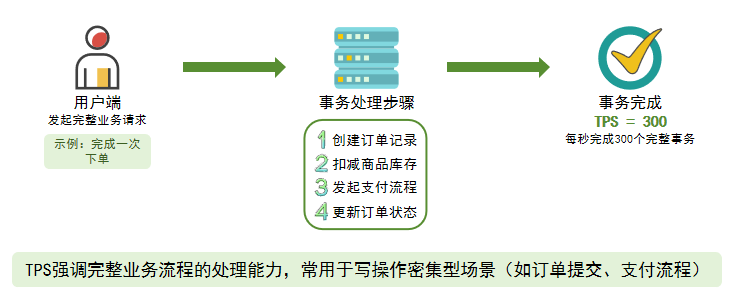 用户端
发起完整业务请求
示例：完成一次
下单
事务处理步骤
1 创建订单记录
2 扣减商品库存
3 发起支付流程
4 更新订单状态
事务完成
TPS = 300
每秒完成300个完整事务
TPS强调完整业务流程的处理能力，常用于写操作密集型场景（如订单提交、支付流程）